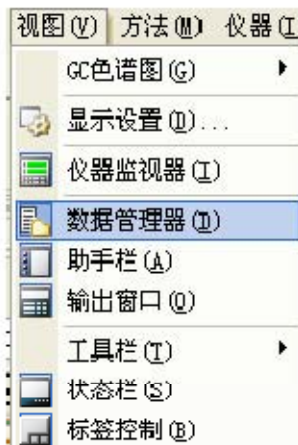 视图(V) 方法(M) 仪器(I
GC色谱图(G)
显示设置(D)...
仪器监视器(I)
数据管理器(D)
助手栏(A)
输出窗口(O)
工具栏(T)
状态栏(S)
标签控制(B)